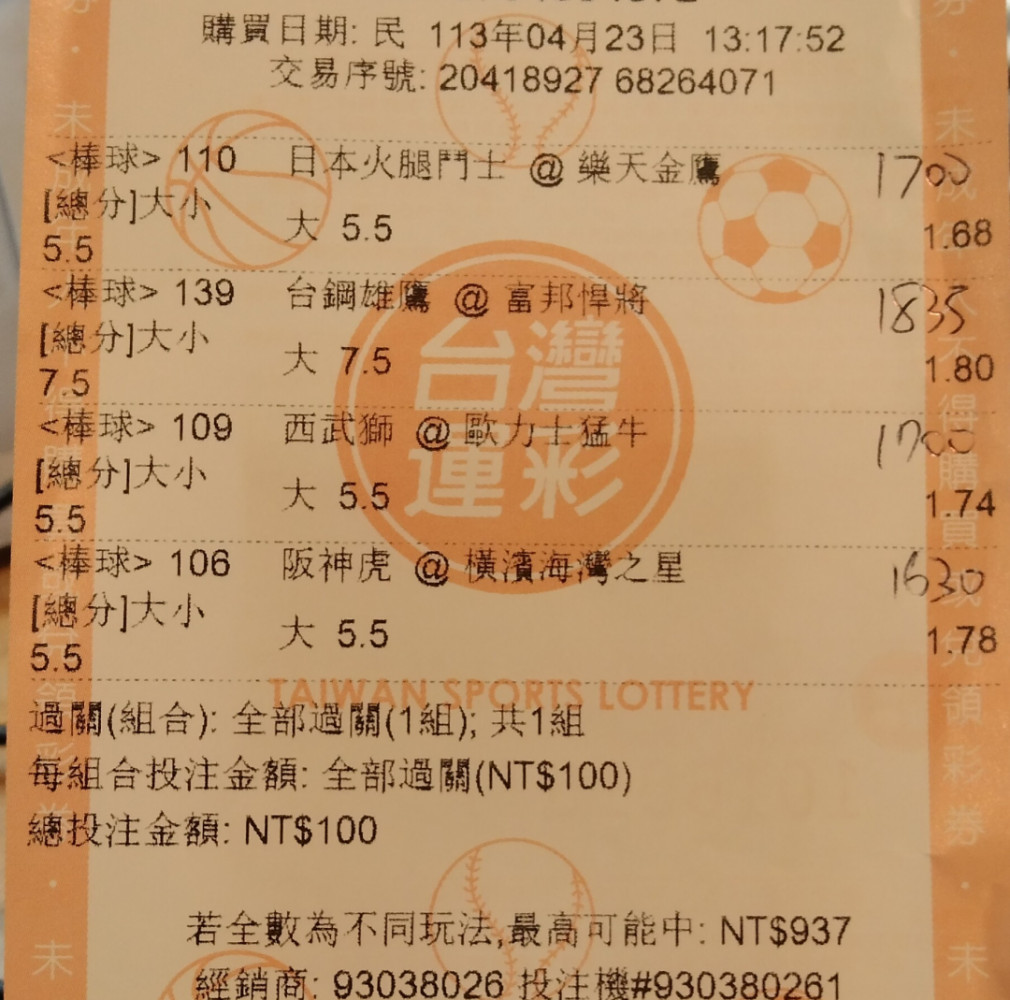 購買日期: 民 113年04月23日 13:17:52
交易序號: 20418927 68264071
<棒球> 110 日本火腿鬥士 @ 樂天金鷹 1700
[總分]大小 大 5.5 1.68
5.5
<棒球> 139 台鋼雄鷹 @ 富邦悍將 1835
[總分]大小 大 7.5 1.80
7.5
<棒球> 109 西武獅 @ 歐力士猛牛 1700
[總分]大小 大 5.5 1.74
5.5
<棒球> 106 阪神虎 @ 橫濱海灣之星 1630
[總分]大小 大 5.5 1.78
5.5
台灣
運彩
TAIWAN SPORTS LOTTERY
過關(組合): 全部過關(1組); 共1組
每組合投注金額: 全部過關(NT$100)
總投注金額: NT$100
若全數為不同玩法,最高可能中: NT$937
經銷商: 93038026 投注機#930380261